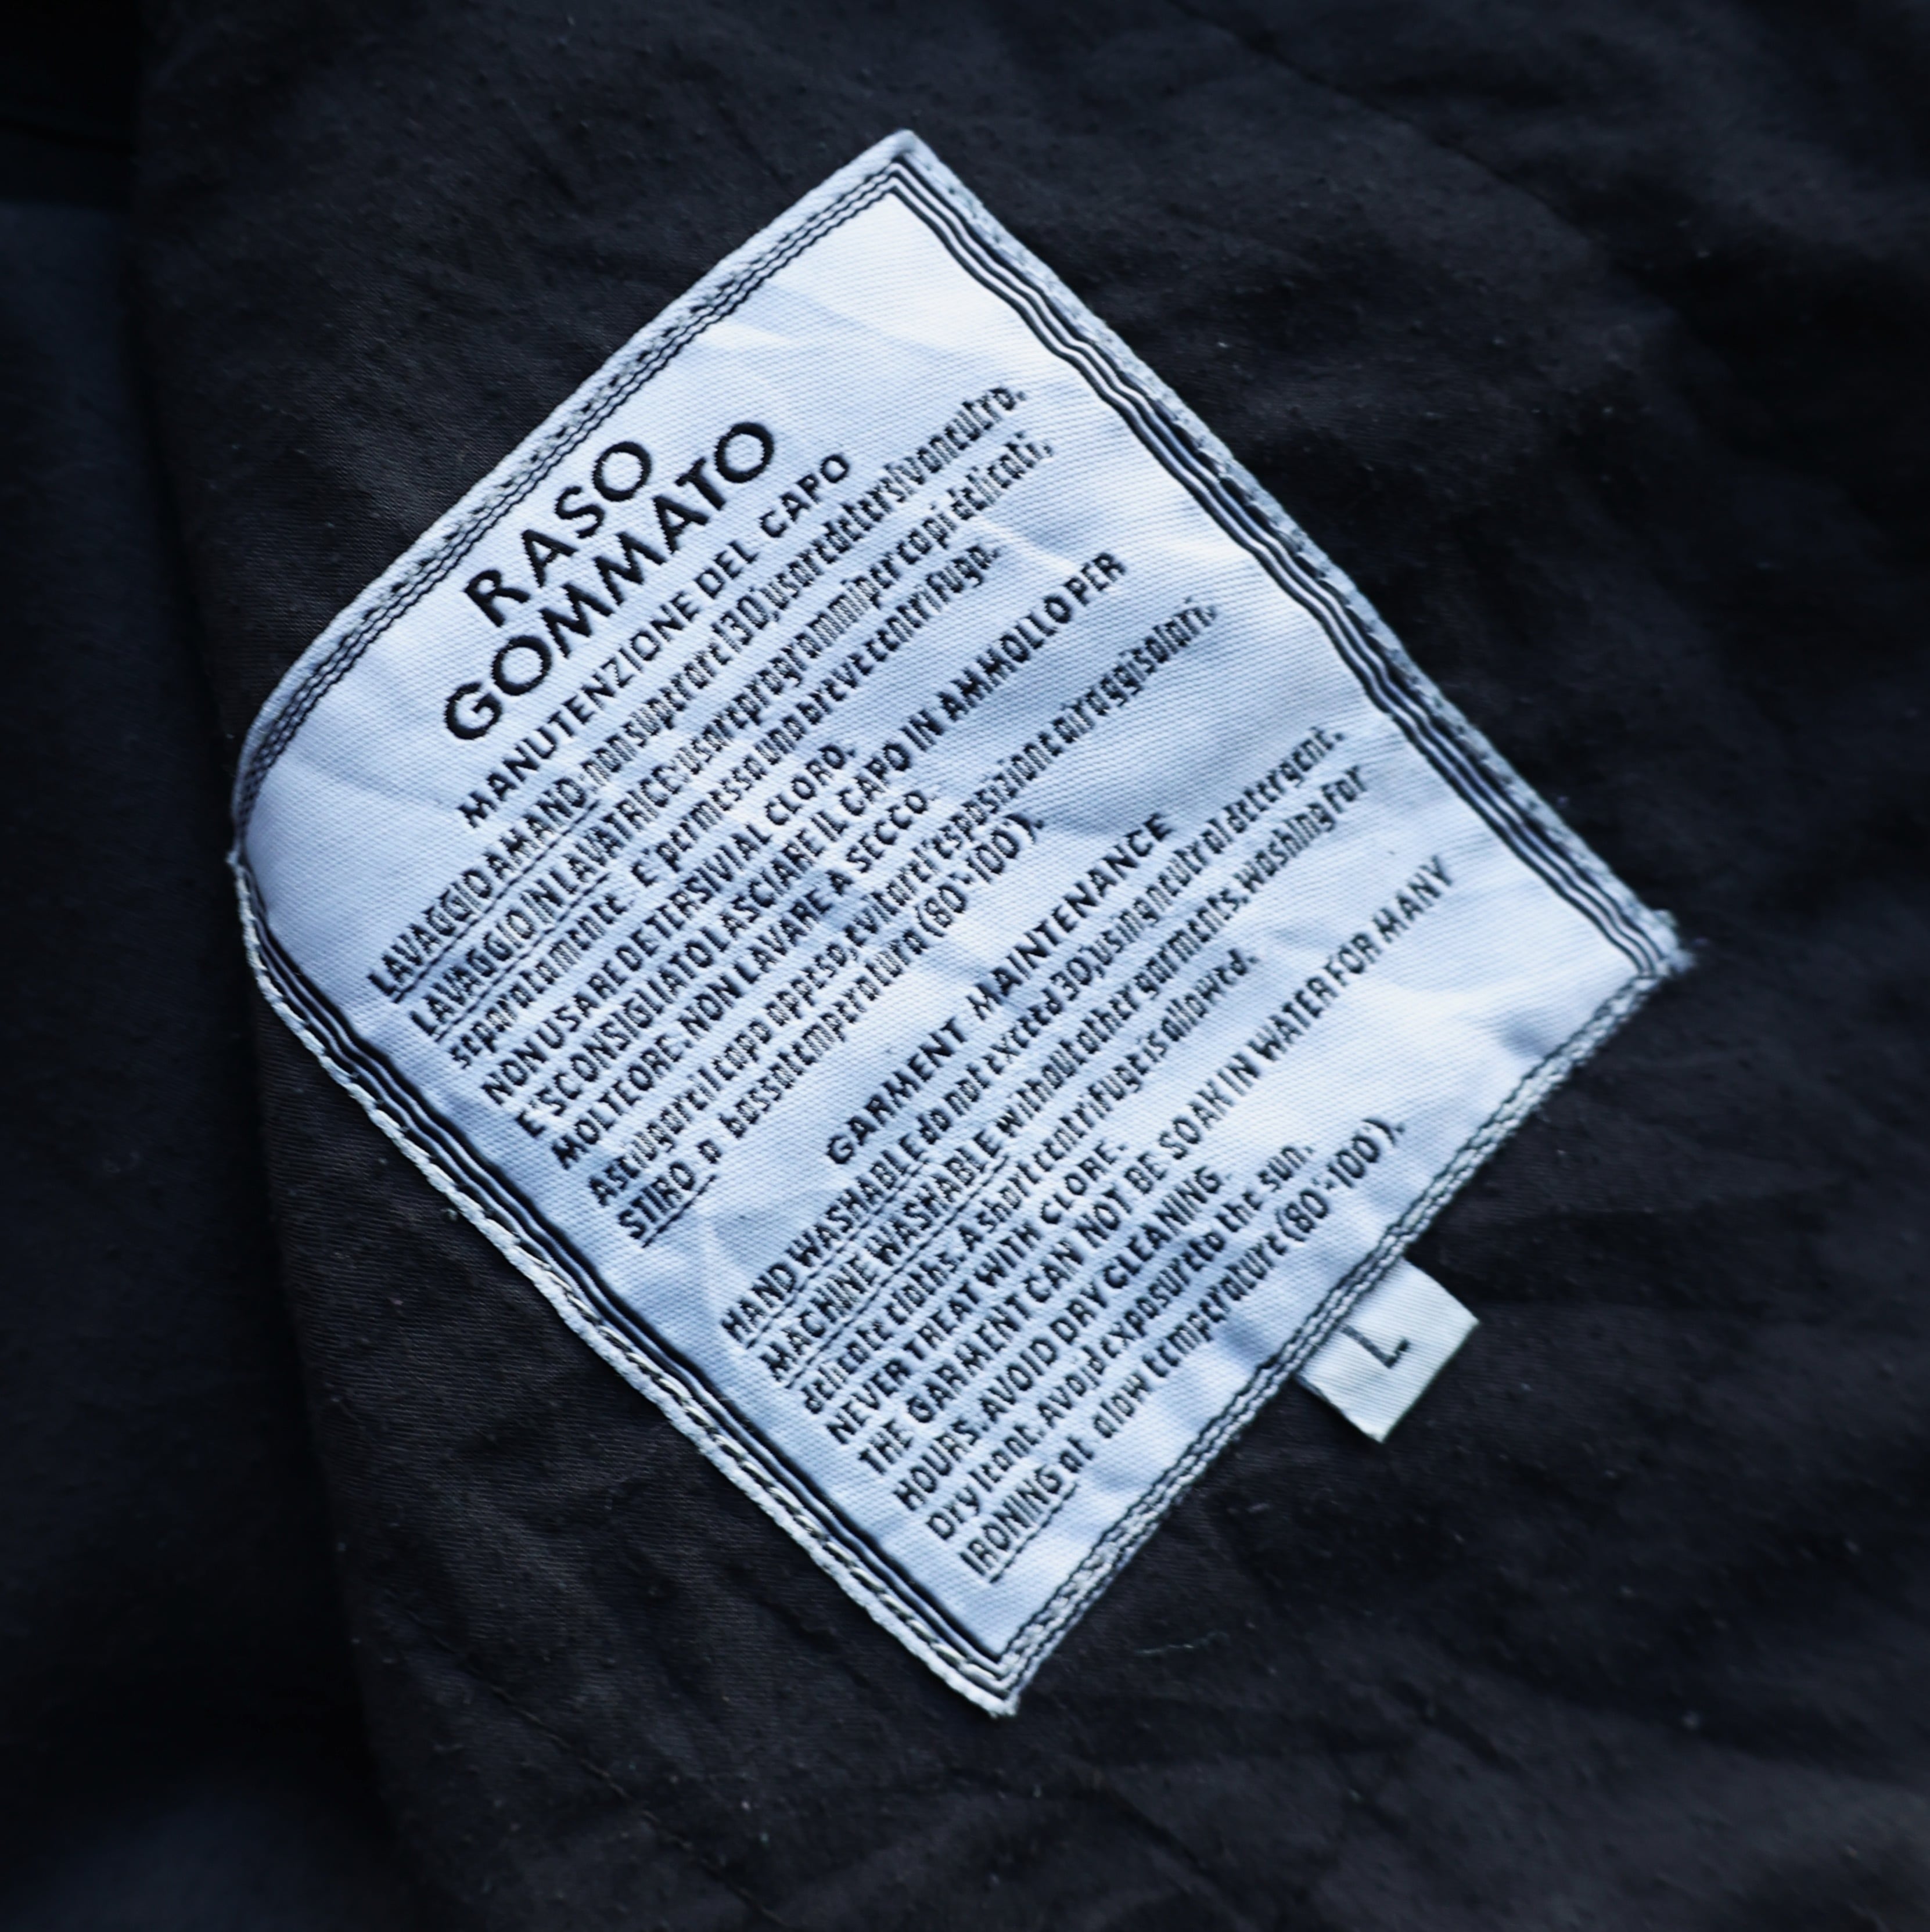 RASO
GOMMATO
MANUTENZIONE DEL CAPO
LAVAGGIO A MANO: non superare i 30, usare detersivo neutro.
LAVAGGIO IN LAVATRICE: usare programmi per capi delicati,
separatamente. E' permessa una breve centrifuga.
NON USARE DETERSIVI AL CLORO.
E' SCONSIGLIATO LASCIARE IL CAPO IN AMMOLLO PER
MOLTE ORE. NON LAVARE A SECCO.
Asciugare il capo appeso, evitare l'esposizione ai raggi solari.
STIRO a bassa temperatura (80°-100°).
GARMENT MAINTENANCE
HAND WASHABLE do not exceed 30, using neutral detergent.
MACHINE WASHABLE without other garments, washing for
delicate cloths. A short centrifuge is allowed.
NEVER TREAT WITH CLORE.
THE GARMENT CAN NOT BE SOAK IN WATER FOR MANY
HOURS. AVOID DRY CLEANING.
Dry leant. Avoid exposure to the sun.
IRONING at a low temperature (80°-100°).
L